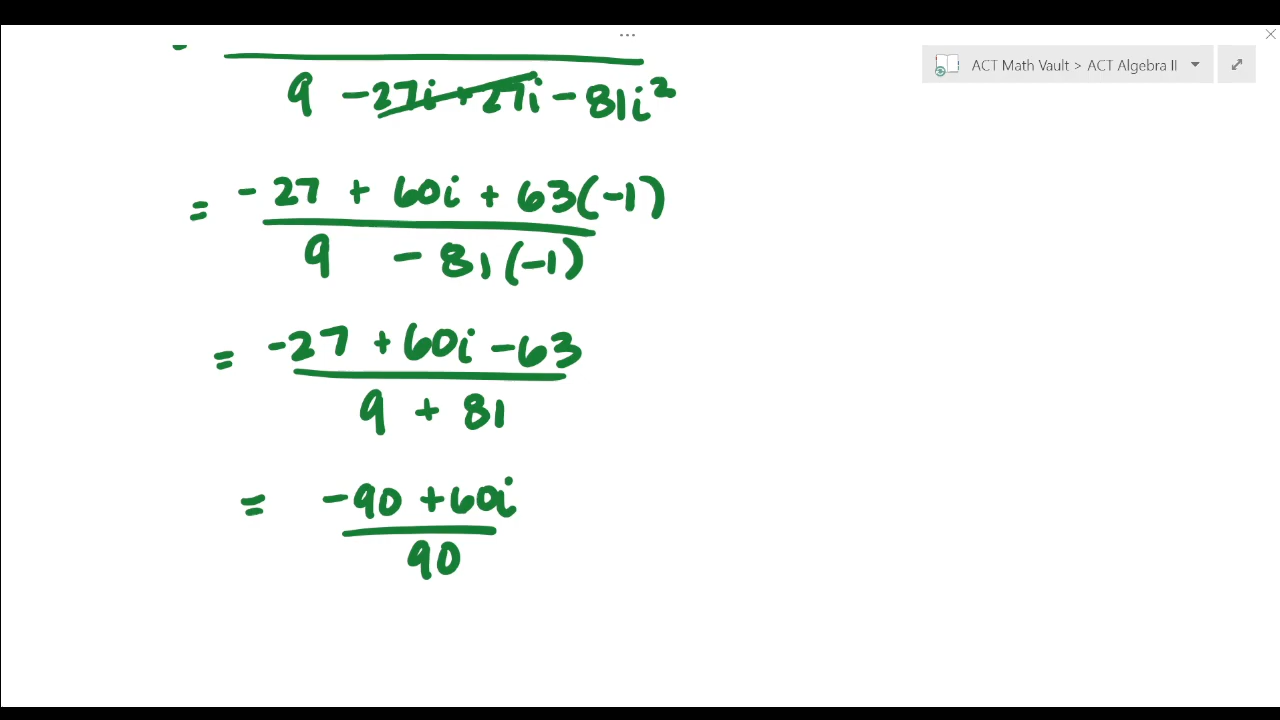 ...
ACT Math Vault > ACT Algebra II
9 - 27i + 27i - 81i²
= -27 + 60i + 63(-1)
9 - 81(-1)
= -27 + 60i - 63
9 + 81
= -90 + 60i
90